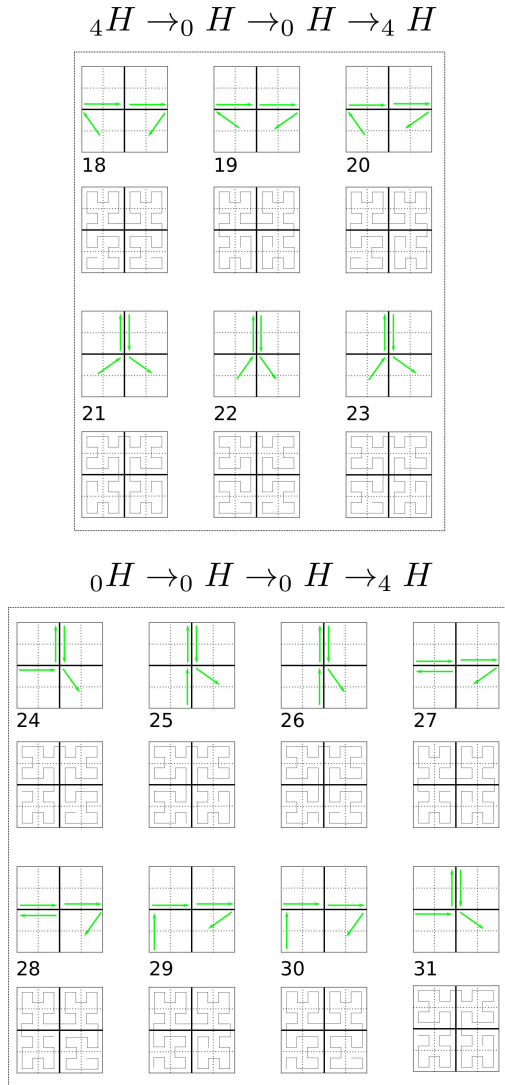 ₄H →₀ H →₀ H →₄ H
18 19 20
21 22 23
₀H →₀ H →₀ H →₄ H
24 25 26 27
28 29 30 31